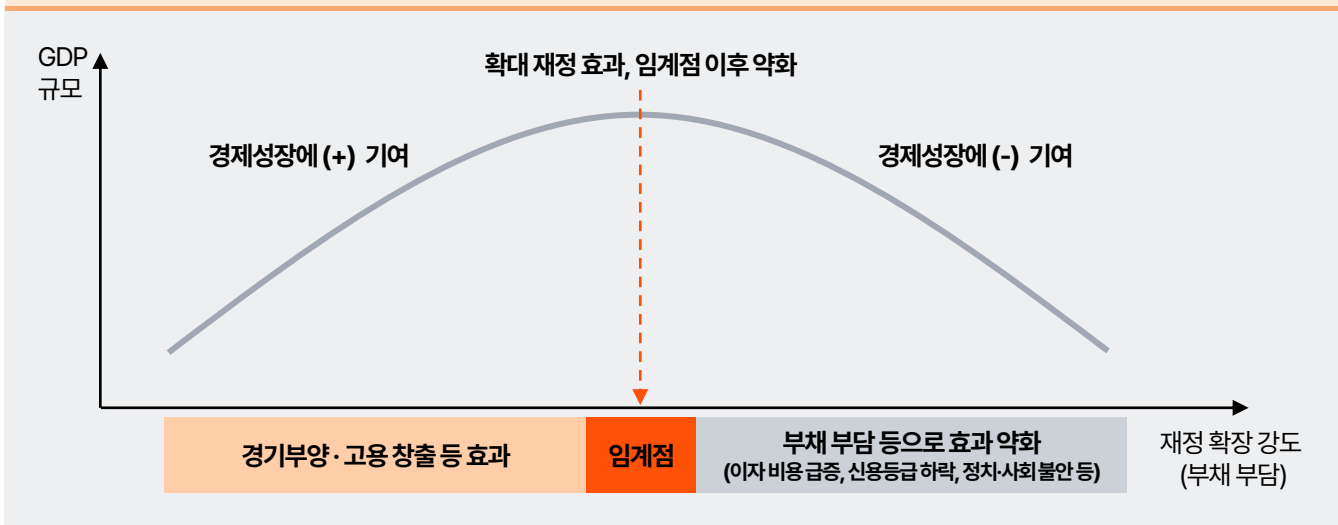 GDP
규모
확대 재정 효과, 임계점 이후 약화
경제성장에 (+) 기여
경제성장에 (-) 기여
경기부양 · 고용 창출 등 효과
임계점
부채 부담 등으로 효과 약화
(이자 비용 급증, 신용등급 하락, 정치·사회 불안 등)
재정 확장 강도
(부채 부담)